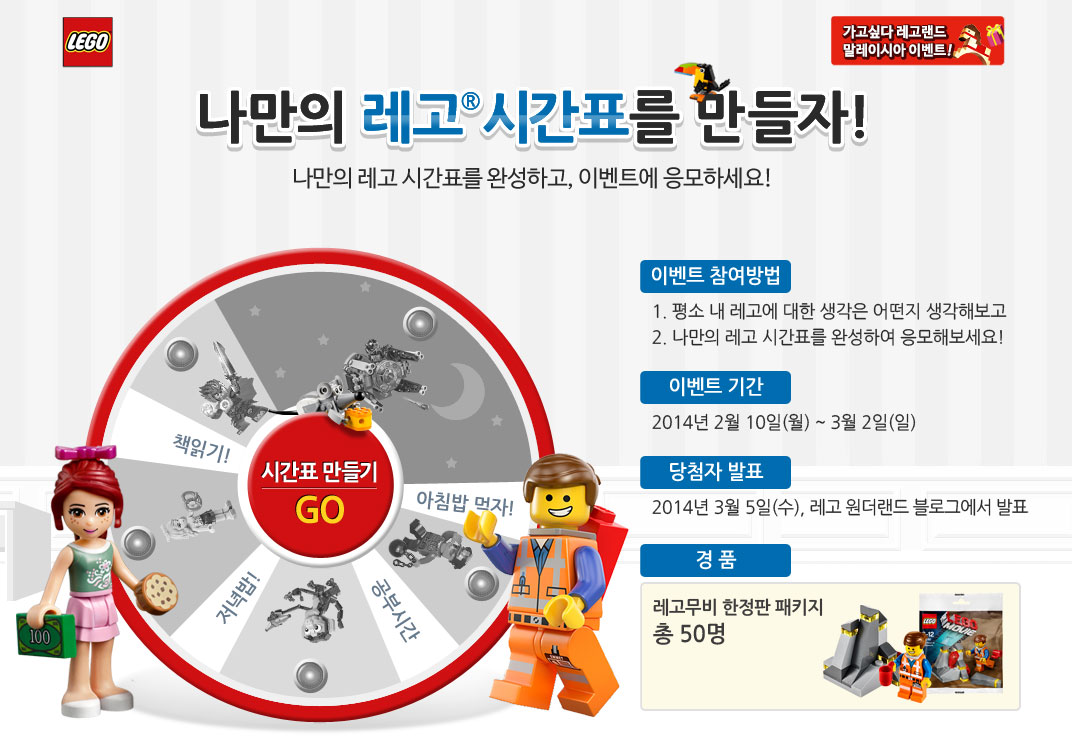 LEGO
가고싶다 레고랜드
말레이시아 이벤트!
나만의 레고® 시간표를 만들자!
나만의 레고 시간표를 완성하고, 이벤트에 응모하세요!
책읽기!
시간표 만들기
GO
아침밥 먹자!
저녁밥!
공부시간
100
이벤트 참여방법
1. 평소 내 레고에 대한 생각은 어떤지 생각해보고
2. 나만의 레고 시간표를 완성하여 응모해보세요!
이벤트 기간
2014년 2월 10일(월) ~ 3월 2일(일)
당첨자 발표
2014년 3월 5일(수), 레고 원더랜드 블로그에서 발표
경 품
레고무비 한정판 패키지
총 50명
LEGO
LEGO
MOVIE